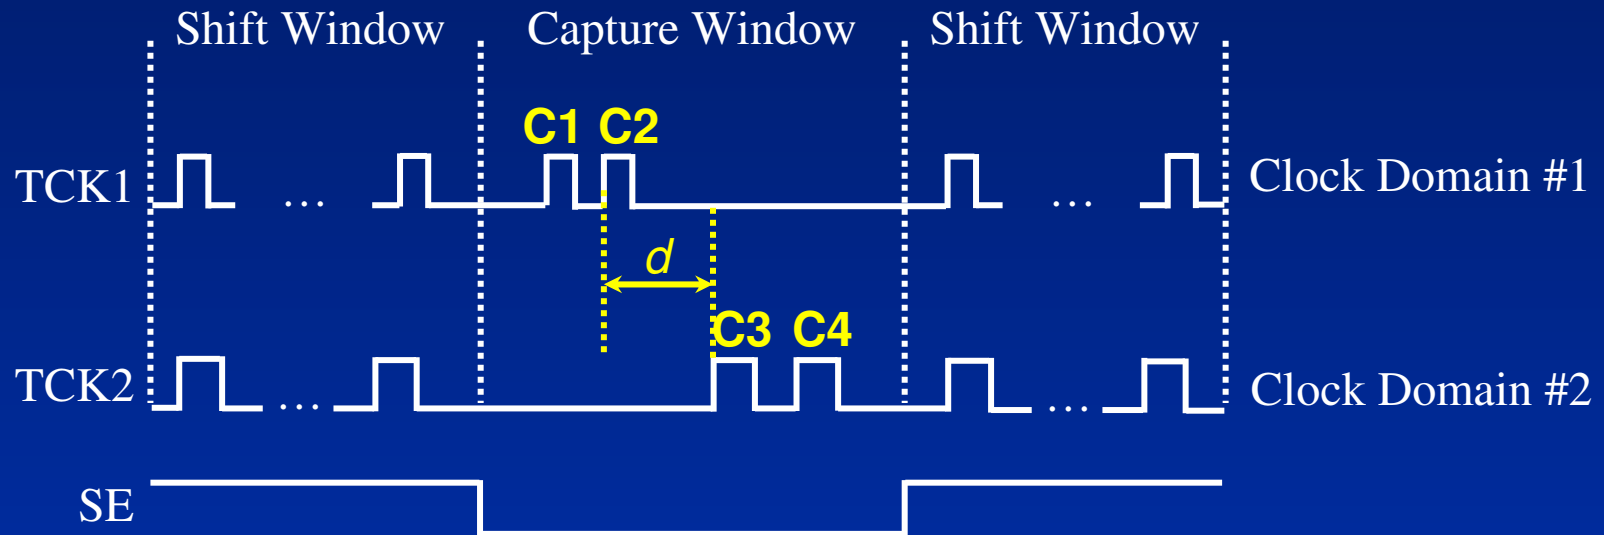 Shift Window Capture Window Shift Window
C1 C2
TCK1 ... ... Clock Domain #1
d
C3 C4
TCK2 ... ... Clock Domain #2
SE